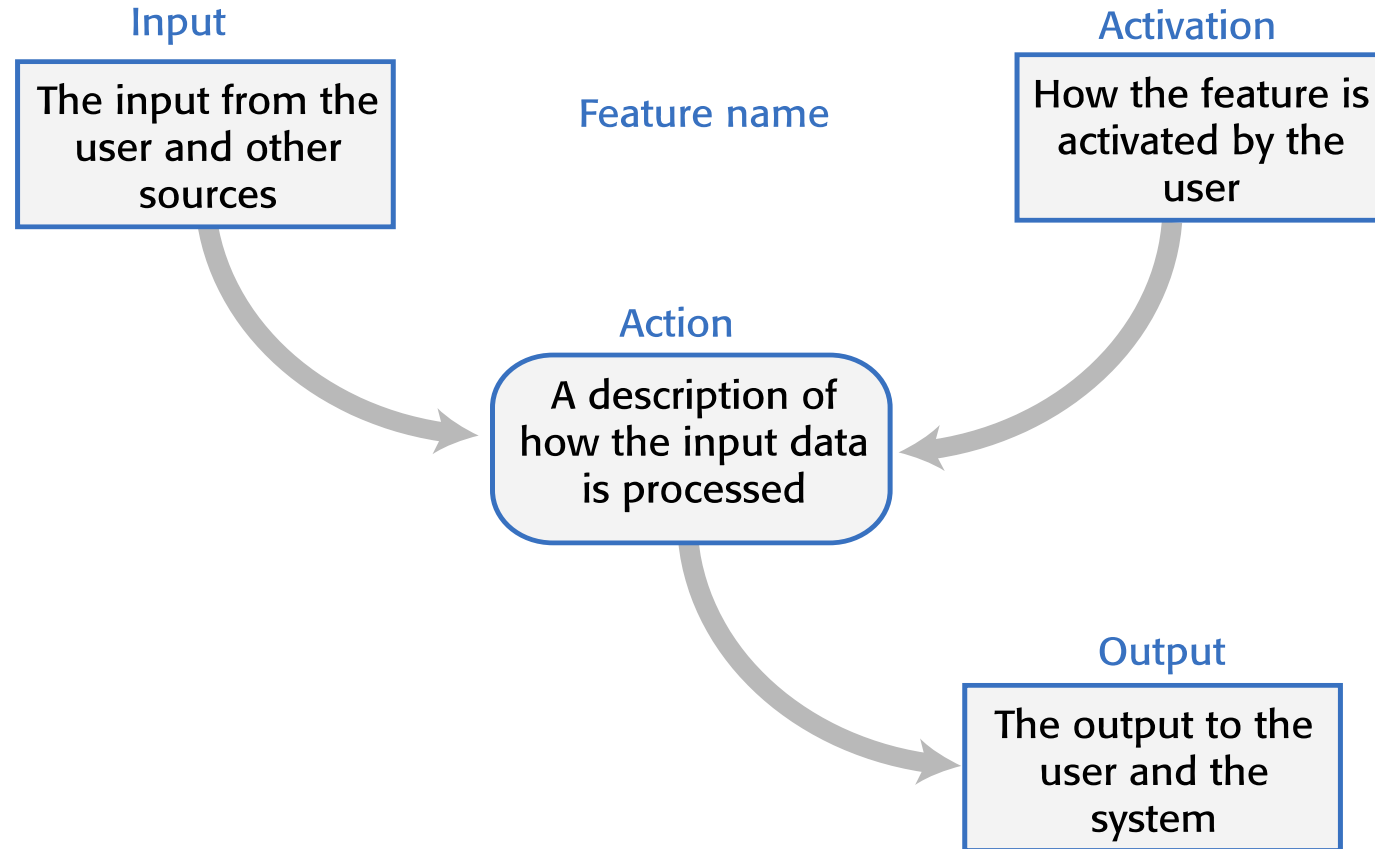 Input
The input from the
user and other
sources
Feature name
Activation
How the feature is
activated by the
user
Action
A description of
how the input data
is processed
Output
The output to the
user and the
system